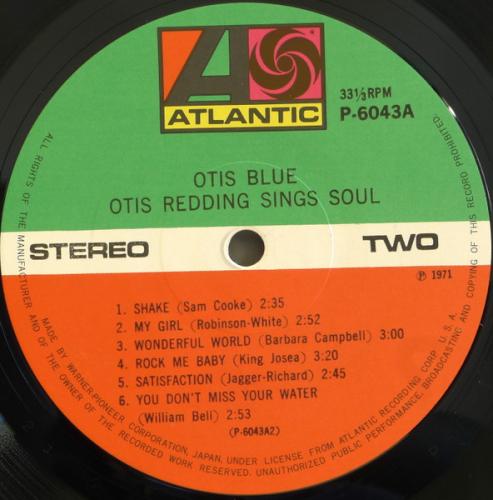 ATLANTIC
33⅓RPM
P-6043A
OTIS BLUE
OTIS REDDING SINGS SOUL
STEREO
TWO
℗ 1971
1. SHAKE (Sam Cooke) 2:35
2. MY GIRL (Robinson-White) 2:52
3. WONDERFUL WORLD (Barbara Campbell) 3:00
4. ROCK ME BABY (King Josea) 3:20
5. SATISFACTION (Jagger-Richard) 2:45
6. YOU DON'T MISS YOUR WATER
(William Bell) 2:53
(P-6043A2)
MADE BY WARNER-PIONEER CORPORATION, JAPAN, UNDER LICENSE FROM ATLANTIC RECORDING CORP., U. S. A.
ALL RIGHTS OF THE MANUFACTURER AND OF THE OWNER OF THE RECORDED WORK RESERVED. UNAUTHORIZED PUBLIC PERFORMANCE, BROADCASTING AND COPYING OF THIS RECORD PROHIBITED.